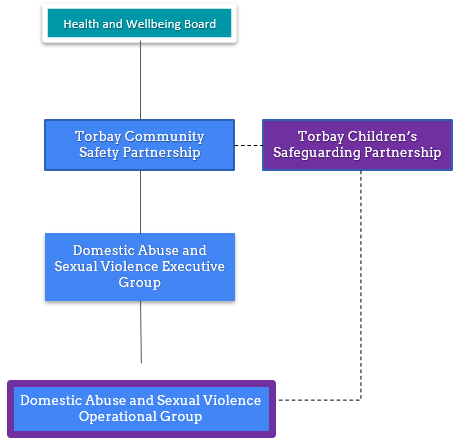 Health and Wellbeing Board
Torbay Community
Safety Partnership
Torbay Children's
Safeguarding Partnership
Domestic Abuse and
Sexual Violence Executive
Group
Domestic Abuse and Sexual Violence
Operational Group